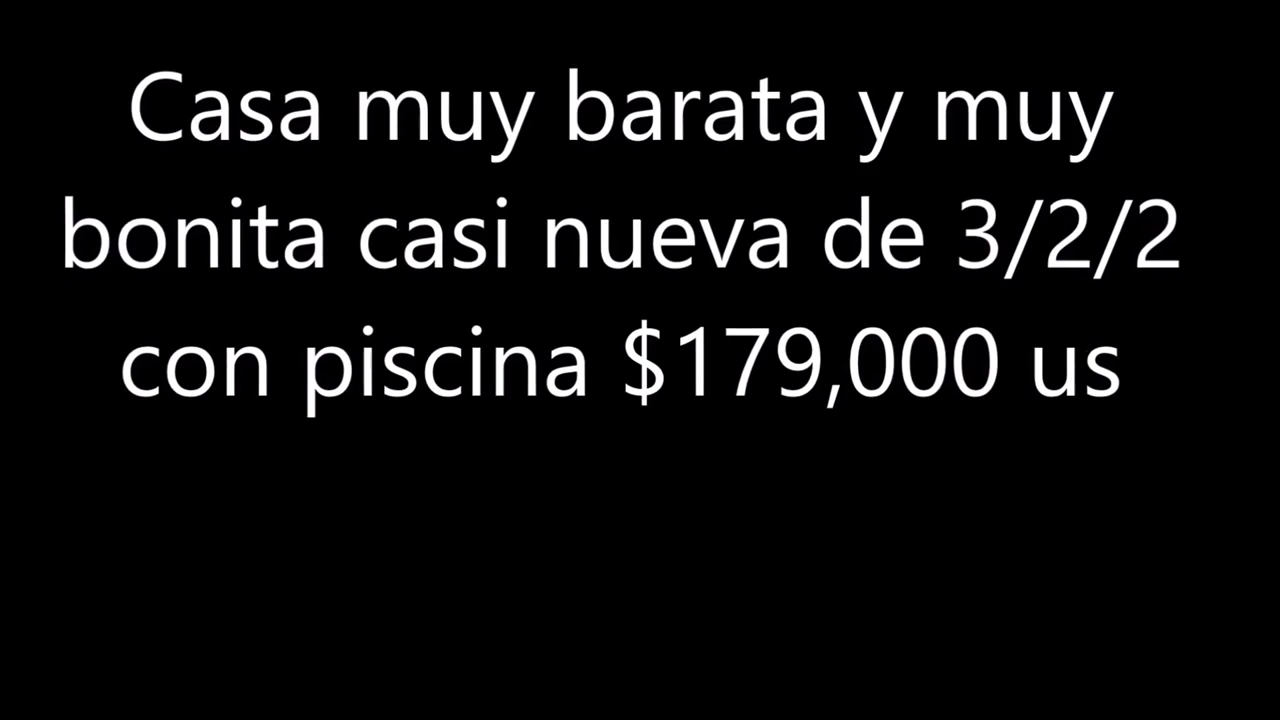 Casa muy barata y muy
bonita casi nueva de 3/2/2
con piscina $179,000 us